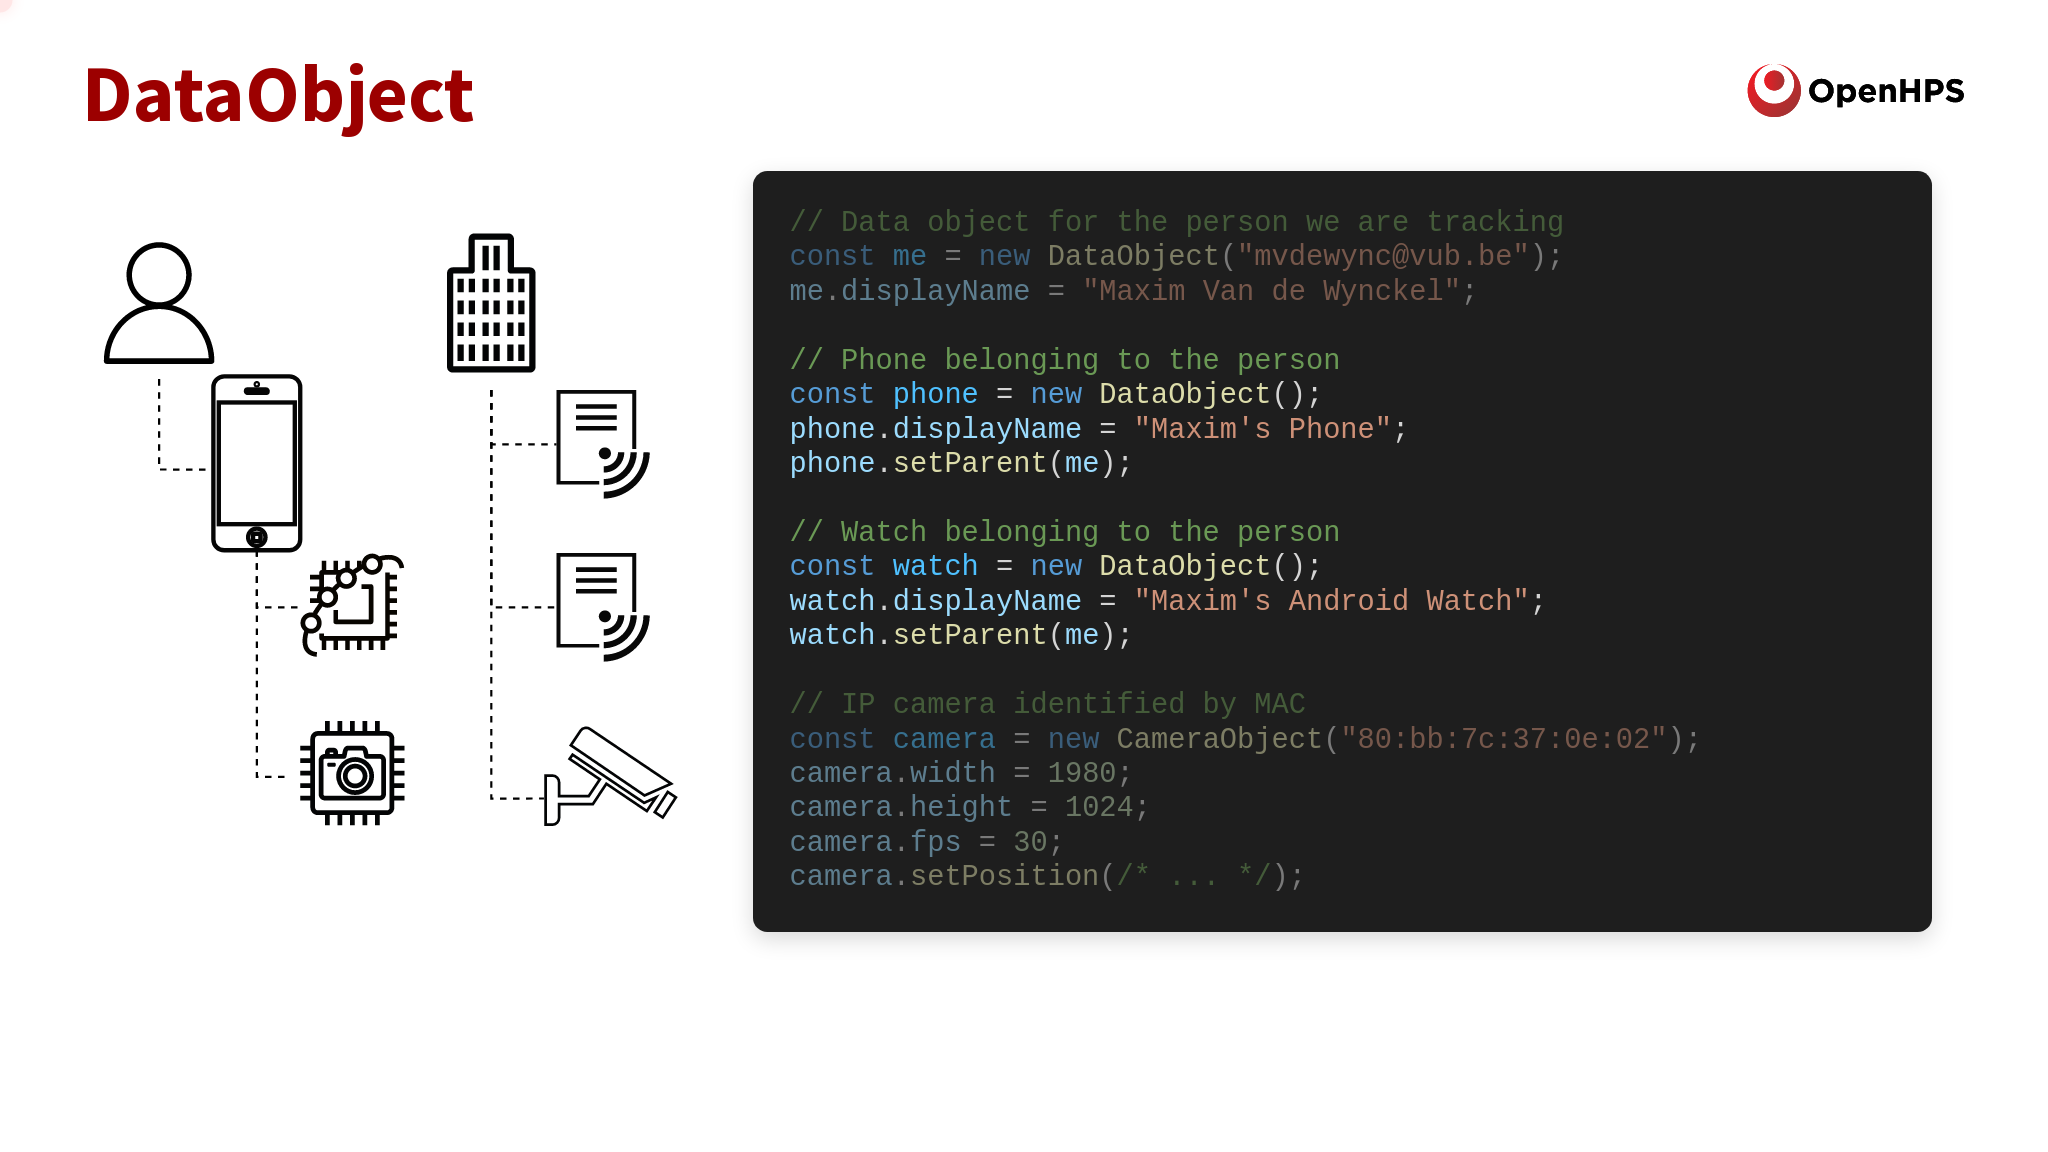 DataObject
OpenHPS
// Data object for the person we are tracking
const me = new DataObject("mvdewync@vub.be");
me.displayName = "Maxim Van de Wynckel";
// Phone belonging to the person
const phone = new DataObject();
phone.displayName = "Maxim's Phone";
phone.setParent(me);
// Watch belonging to the person
const watch = new DataObject();
watch.displayName = "Maxim's Android Watch";
watch.setParent(me);
// IP camera identified by MAC
const camera = new CameraObject("80:bb:7c:37:0e:02");
camera.width = 1980;
camera.height = 1024;
camera.fps = 30;
camera.setPosition(/* ... */);